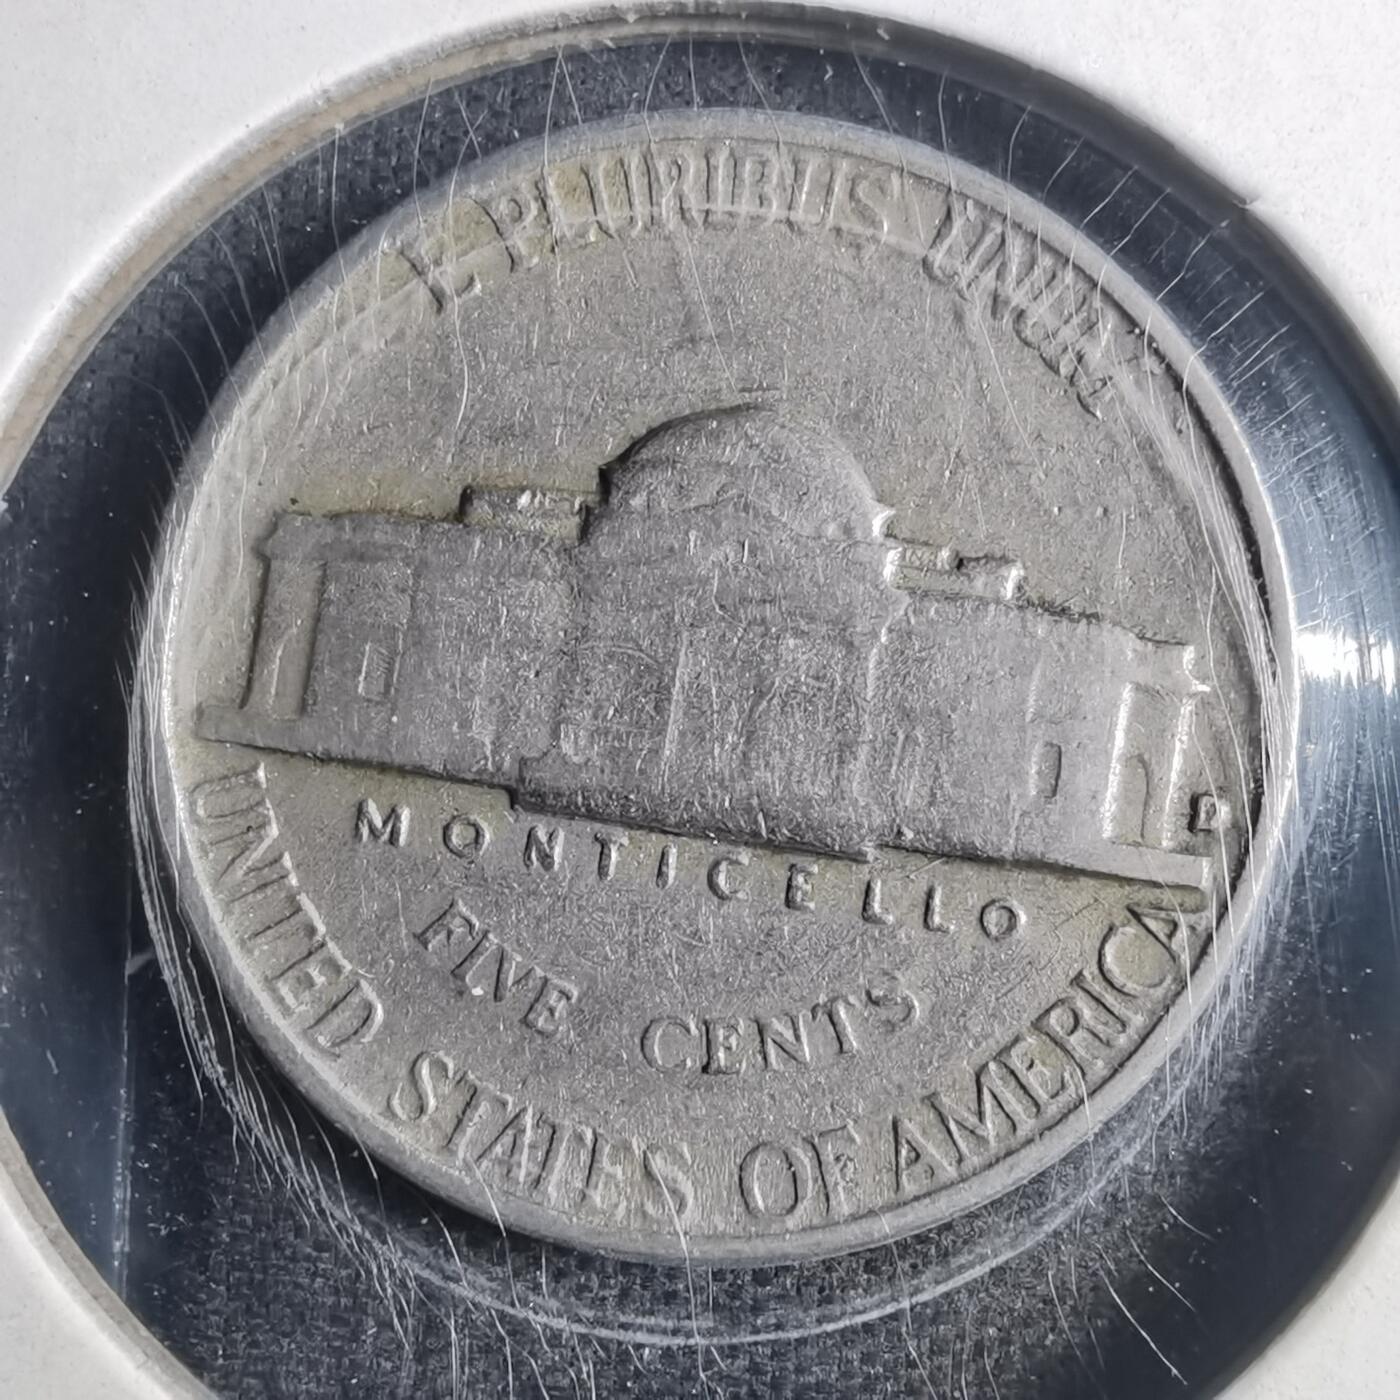 E PLURIBUS UNUM
D
MONTICELLO
FIVE CENTS
UNITED STATES OF AMERICA